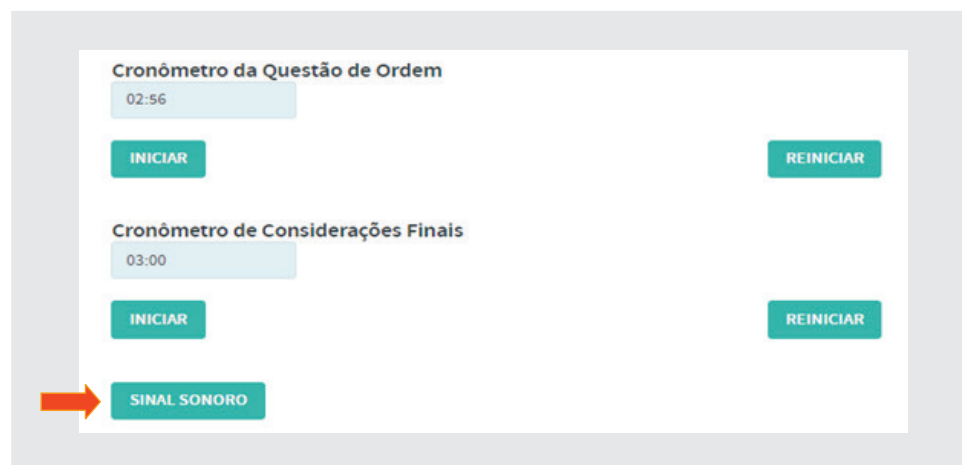 Cronômetro da Questão de Ordem
02:56
INICIAR REINICIAR
Cronômetro de Considerações Finais
03:00
INICIAR REINICIAR
SINAL SONORO